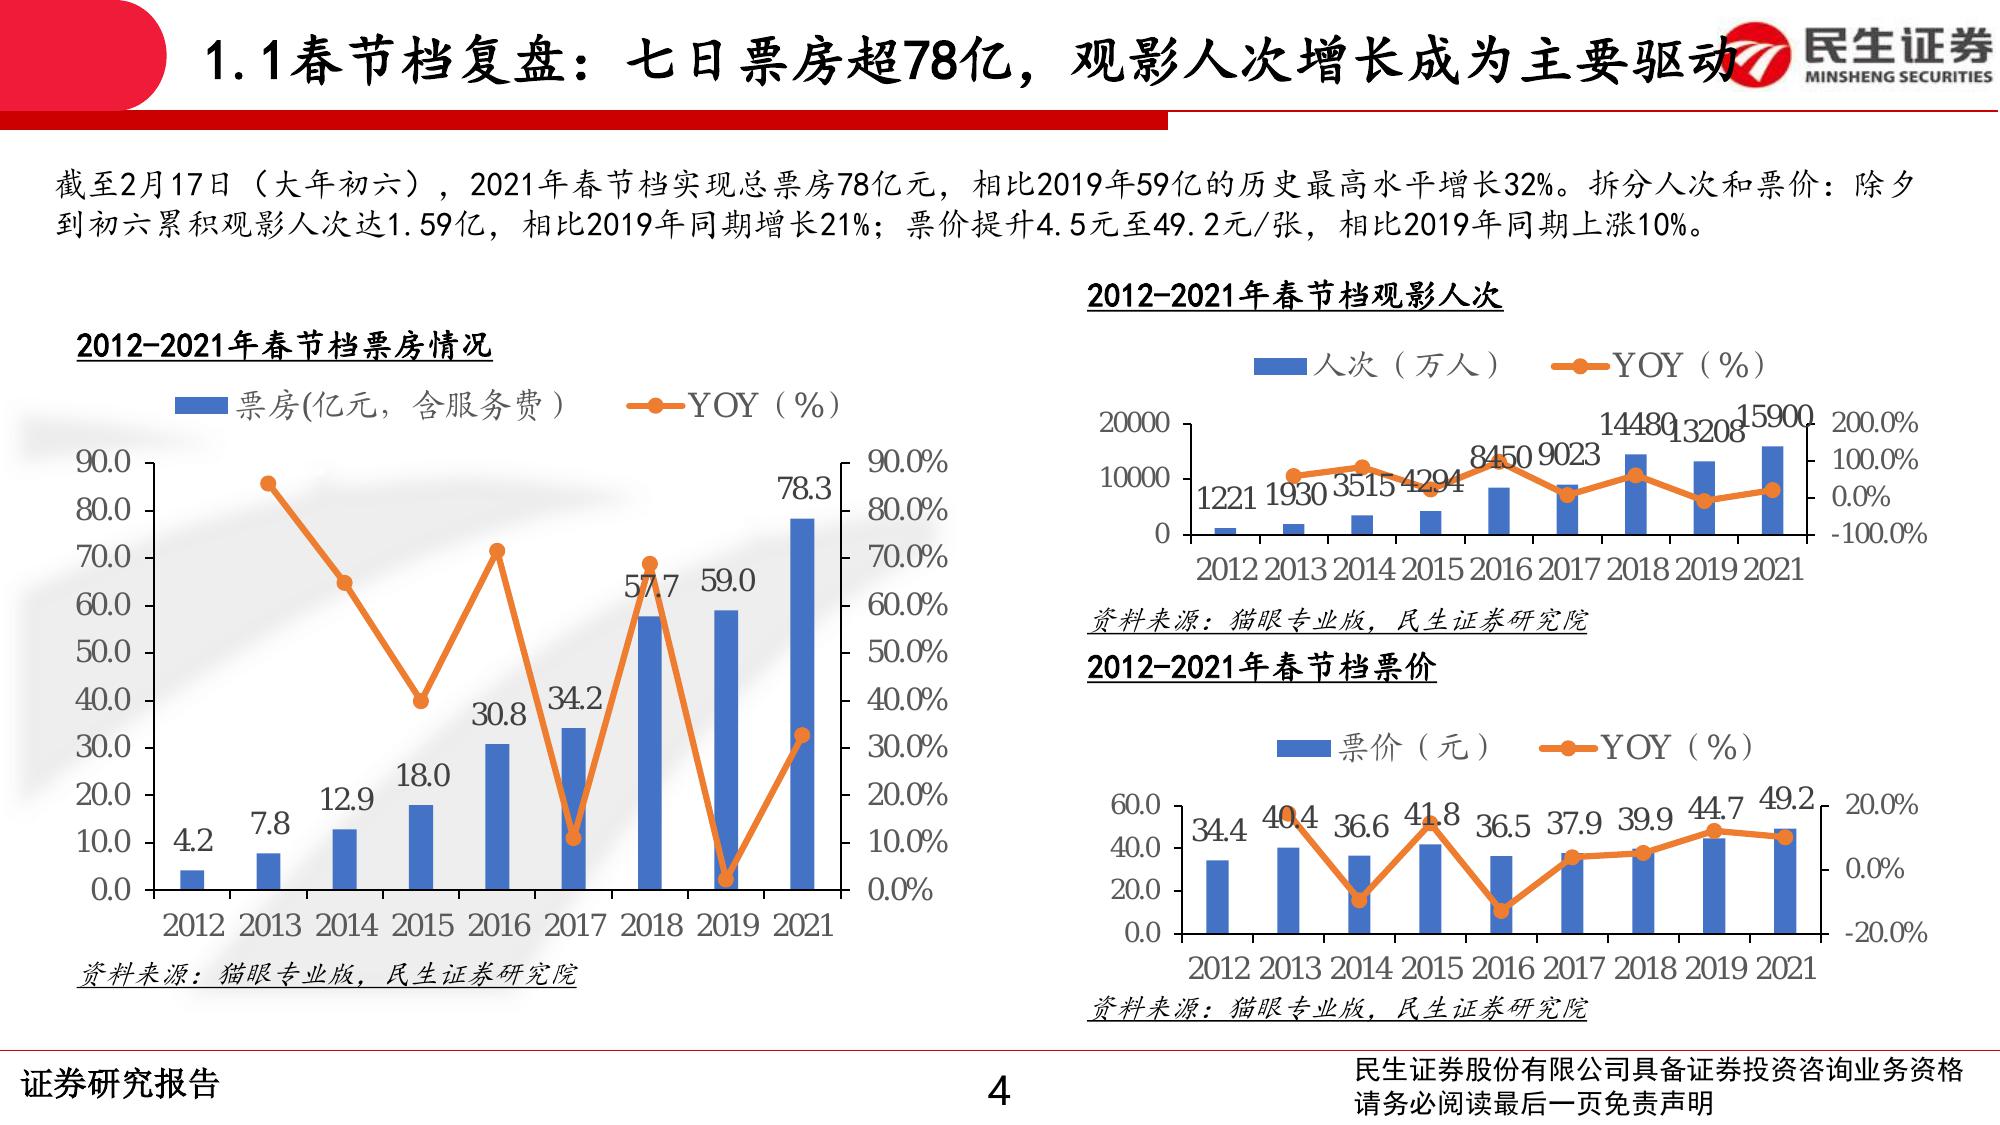 1.1春节档复盘：七日票房超78亿，观影人次增长成为主要驱动
民生证券
MINSHENG SECURITIES
截至2月17日（大年初六），2021年春节档实现总票房78亿元，相比2019年59亿的历史最高水平增长32%。拆分人次和票价：除夕
到初六累积观影人次达1.59亿，相比2019年同期增长21%；票价提升4.5元至49.2元/张，相比2019年同期上涨10%。
2012-2021年春节档票房情况
票房(亿元，含服务费） YOY（%）
90.0 90.0%
80.0 78.3 80.0%
70.0 70.0%
60.0 57.7 59.0 60.0%
50.0 50.0%
40.0 40.0%
30.0 30.8 34.2 30.0%
20.0 12.9 18.0 20.0%
10.0 4.2 7.8 10.0%
0.0 0.0%
2012 2013 2014 2015 2016 2017 2018 2019 2021
资料来源：猫眼专业版，民生证券研究院
2012-2021年春节档观影人次
人次（万人） YOY（%）
20000 14480 13208 15900 200.0%
8450 9023 100.0%
10000 1221 1930 3515 4294 0.0%
0 -100.0%
2012 2013 2014 2015 2016 2017 2018 2019 2021
资料来源：猫眼专业版，民生证券研究院
2012-2021年春节档票价
票价（元） YOY（%）
60.0 34.4 40.4 36.6 41.8 36.5 37.9 39.9 44.7 49.2 20.0%
40.0 0.0%
20.0
0.0 -20.0%
2012 2013 2014 2015 2016 2017 2018 2019 2021
资料来源：猫眼专业版，民生证券研究院
证券研究报告
4
民生证券股份有限公司具备证券投资咨询业务资格
请务必阅读最后一页免责声明